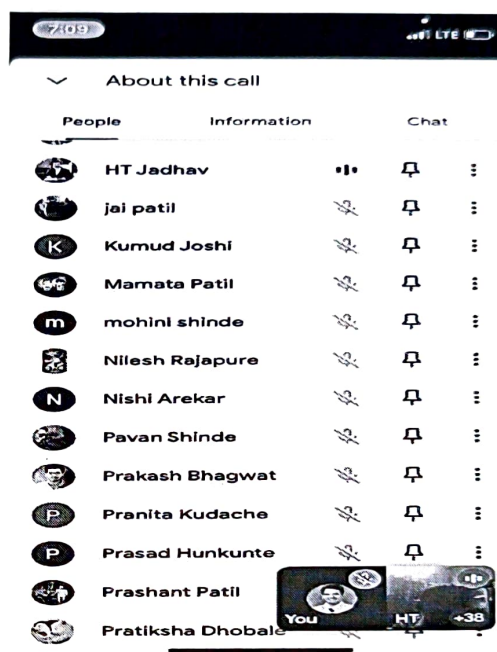 7:09 LTE
About this call
People Information Chat
HT Jadhav
jai patil
K Kumud Joshi
Mamata Patil
m mohini shinde
Nilesh Rajapure
N Nishi Arekar
Pavan Shinde
Prakash Bhagwat
P Pranita Kudache
P Prasad Hunkunte
Prashant Patil
You HT +38
Pratiksha Dhobale